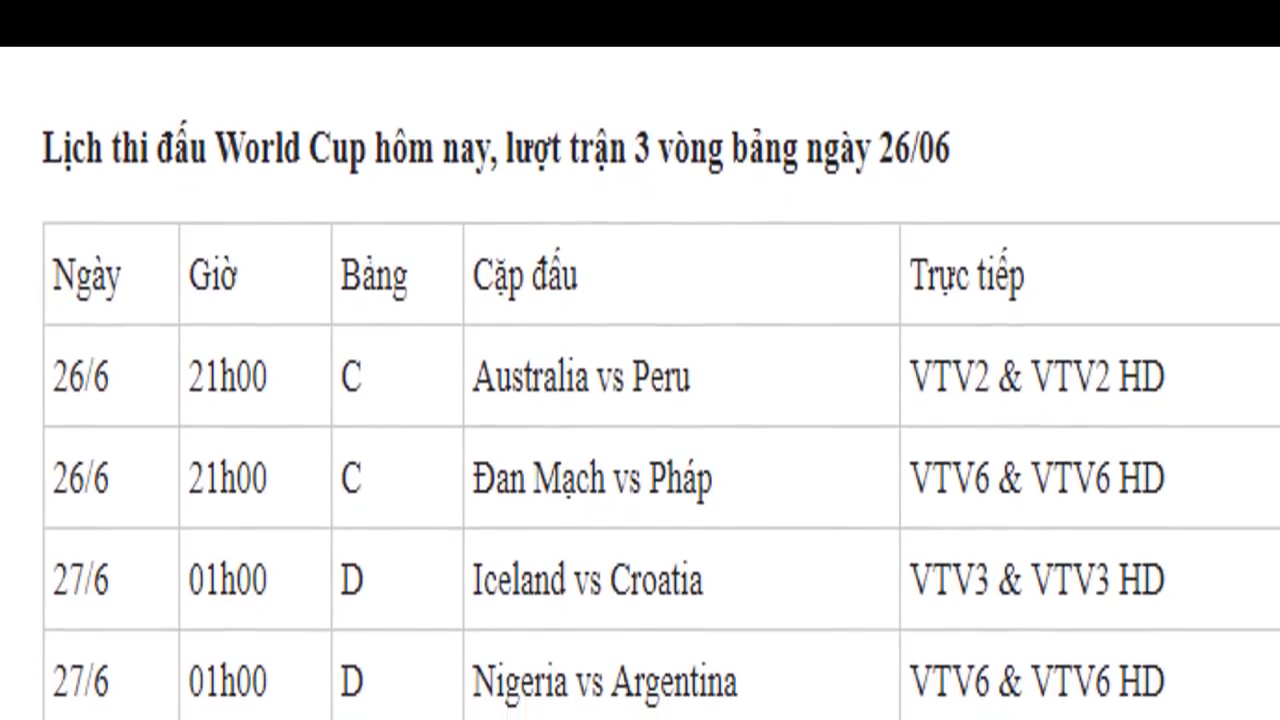 Lịch thi đấu World Cup hôm nay, lượt trận 3 vòng bảng ngày 26/06
Ngày Giờ Bảng Cặp đấu Trực tiếp
26/6 21h00 C Australia vs Peru VTV2 & VTV2 HD
26/6 21h00 C Đan Mạch vs Pháp VTV6 & VTV6 HD
27/6 01h00 D Iceland vs Croatia VTV3 & VTV3 HD
27/6 01h00 D Nigeria vs Argentina VTV6 & VTV6 HD